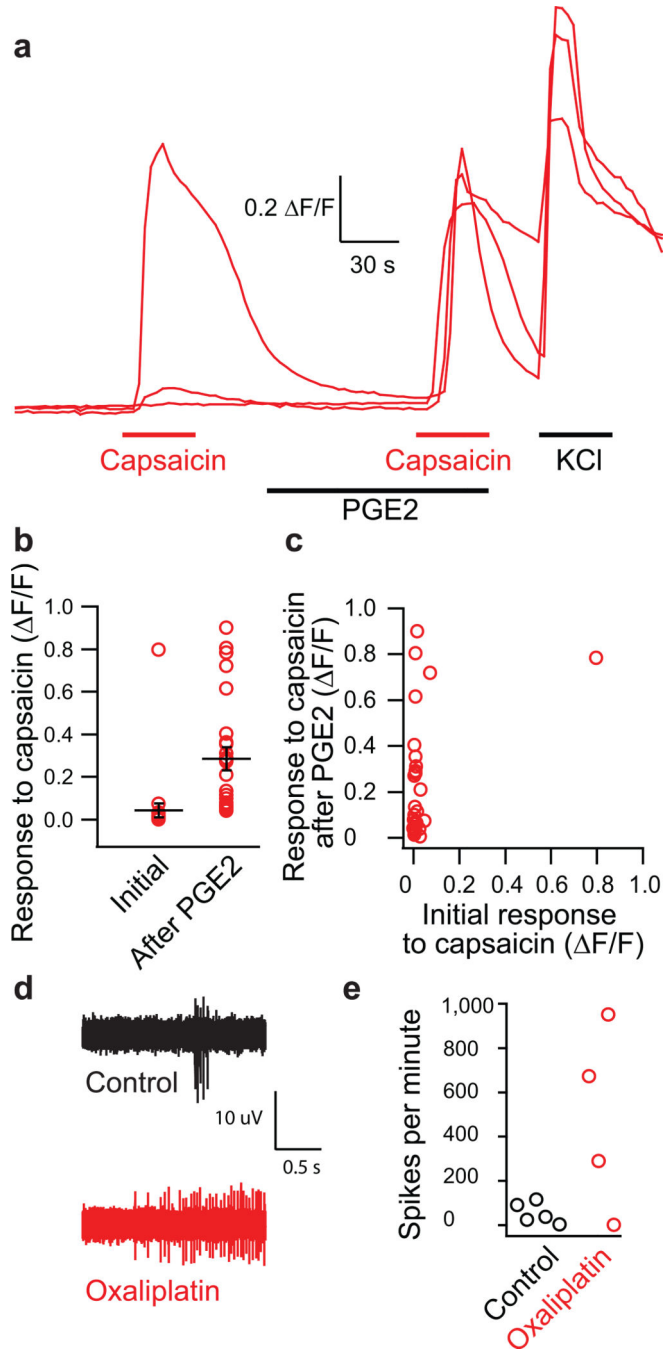 a
0.2 ΔF/F
30 s
Capsaicin
Capsaicin
KCl
PGE2
b
Response to capsaicin (ΔF/F)
1.0
0.8
0.6
0.4
0.2
0.0
Initial
After PGE2
c
Response to capsaicin
after PGE2 (ΔF/F)
1.0
0.8
0.6
0.4
0.2
0
0 0.2 0.4 0.6 0.8 1.0
Initial response
to capsaicin (ΔF/F)
d
Control
10 uV
0.5 s
Oxaliplatin
e
Spikes per minute
1,000
800
600
400
200
0
Control
Oxaliplatin